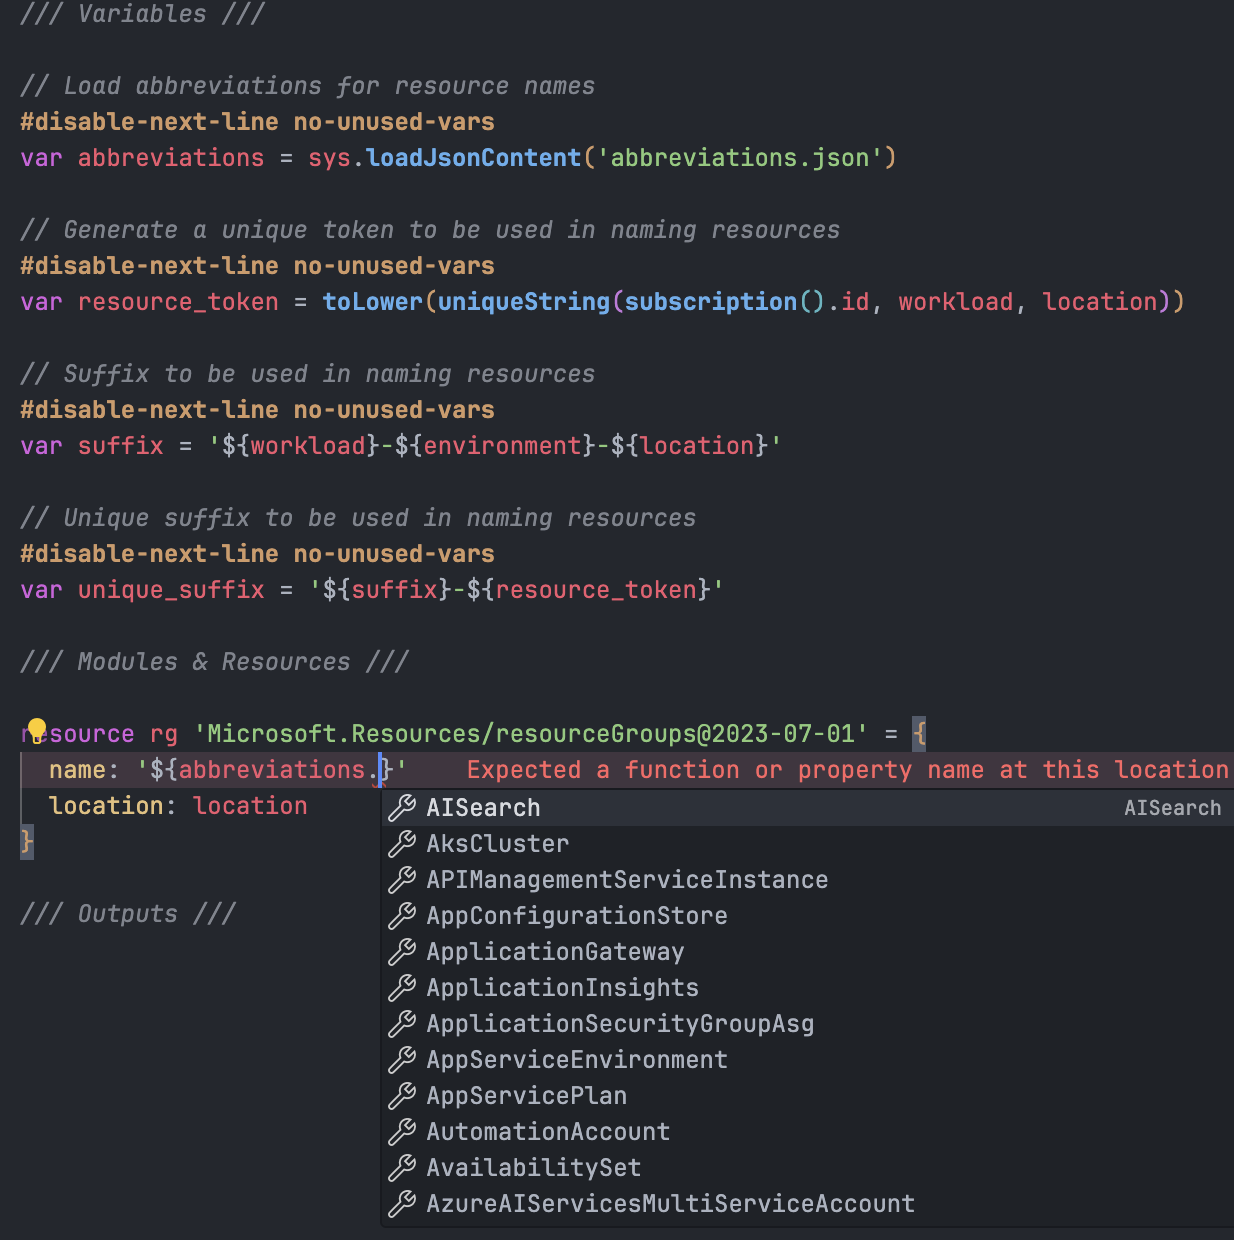 /// Variables ///
// Load abbreviations for resource names
#disable-next-line no-unused-vars
var abbreviations = sys.loadJsonContent('abbreviations.json')
// Generate a unique token to be used in naming resources
#disable-next-line no-unused-vars
var resource_token = toLower(uniqueString(subscription().id, workload, location))
// Suffix to be used in naming resources
#disable-next-line no-unused-vars
var suffix = '${workload}-${environment}-${location}'
// Unique suffix to be used in naming resources
#disable-next-line no-unused-vars
var unique_suffix = '${suffix}-${resource_token}'
/// Modules & Resources ///
resource rg 'Microsoft.Resources/resourceGroups@2023-07-01' = {
name: '${abbreviations.}' Expected a function or property name at this location
location: location
}
/// Outputs ///
AISearch AISearch
AksCluster
APIManagementServiceInstance
AppConfigurationStore
ApplicationGateway
ApplicationInsights
ApplicationSecurityGroupAsg
AppServiceEnvironment
AppServicePlan
AutomationAccount
AvailabilitySet
AzureAIServicesMultiServiceAccount